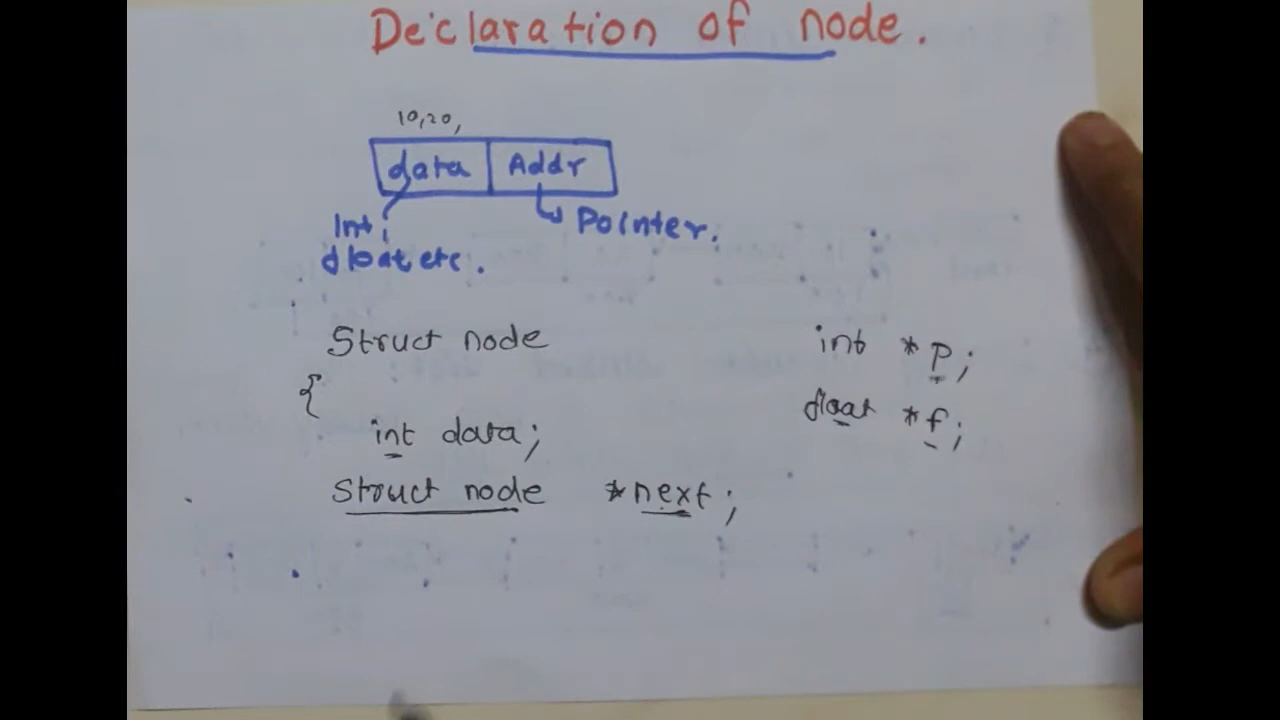 Declaration of node.
10,20,
data Addr
Int,
float etc.
Pointer.
Struct node
{
int data;
Struct node *next;
int *p;
float *f;